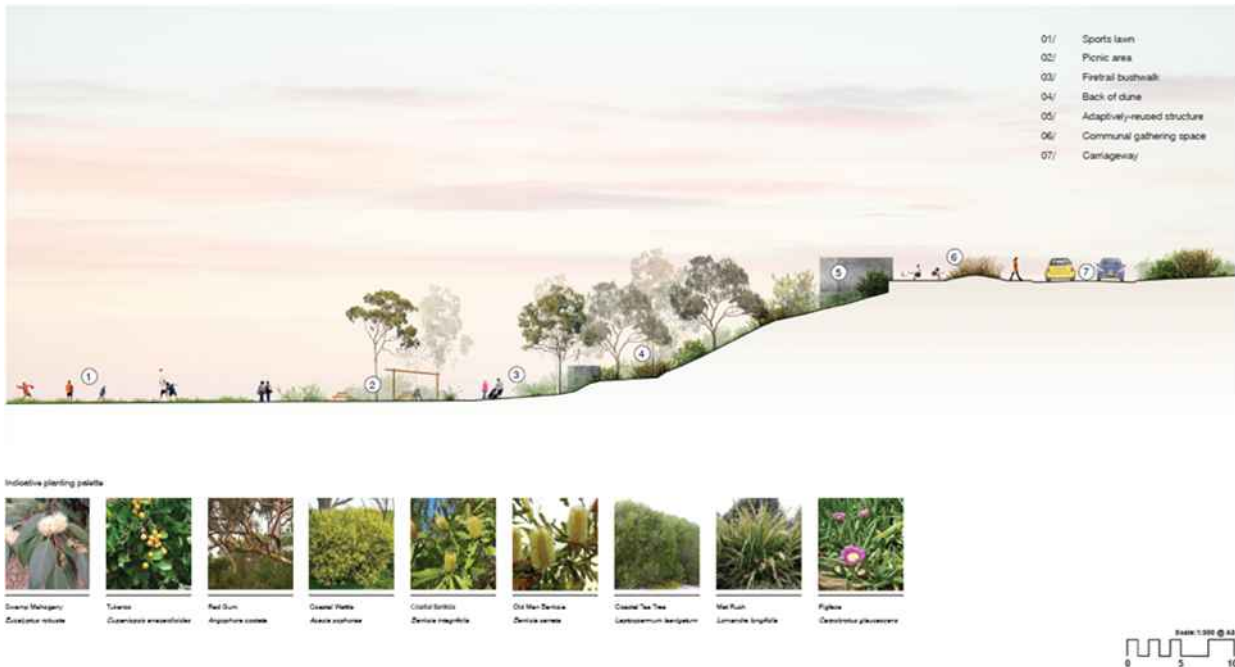 01/ Sports lawn
02/ Picnic area
03/ Firetrail bushwalk
04/ Back of dune
05/ Adaptively-reused structure
06/ Communal gathering space
07/ Carriageway
5
6
7
4
3
2
1
Indicative planting palette
Swamp Mahogany
Eucalyptus robusta
Tuckeroo
Cupaniopsis anacardioides
Red Gum
Angophora costata
Coastal Wattle
Acacia sophorae
Coastal Banksia
Banksia integrifolia
Old Man Banksia
Banksia serrata
Coastal Tea Tree
Leptospermum laevigatum
Mat Rush
Lomandra longifolia
Pigface
Carpobrotus glaucescens
0 5 10